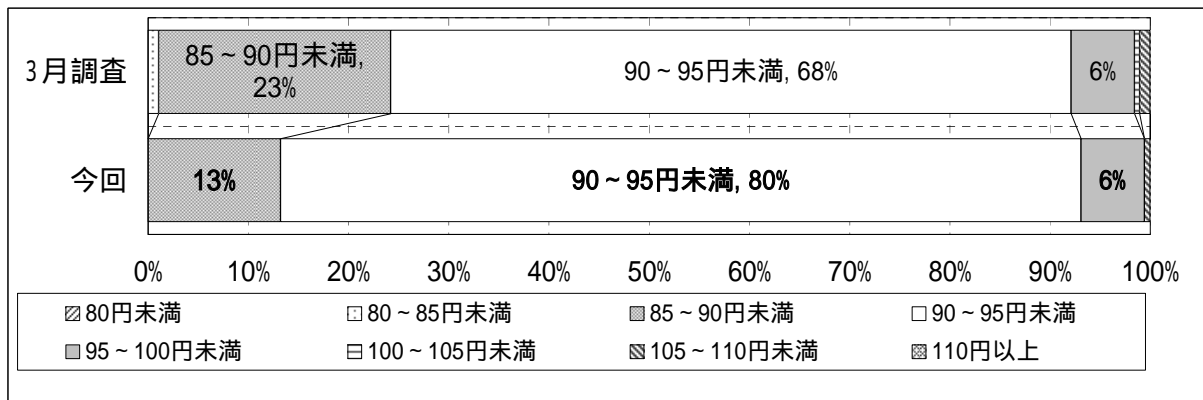 3月調査
85～90円未満,
23%
90～95円未満, 68%
6%
今回
13%
90～95円未満, 80%
6%
0% 10% 20% 30% 40% 50% 60% 70% 80% 90% 100%
80円未満 80～85円未満 85～90円未満 90～95円未満
95～100円未満 100～105円未満 105～110円未満 110円以上